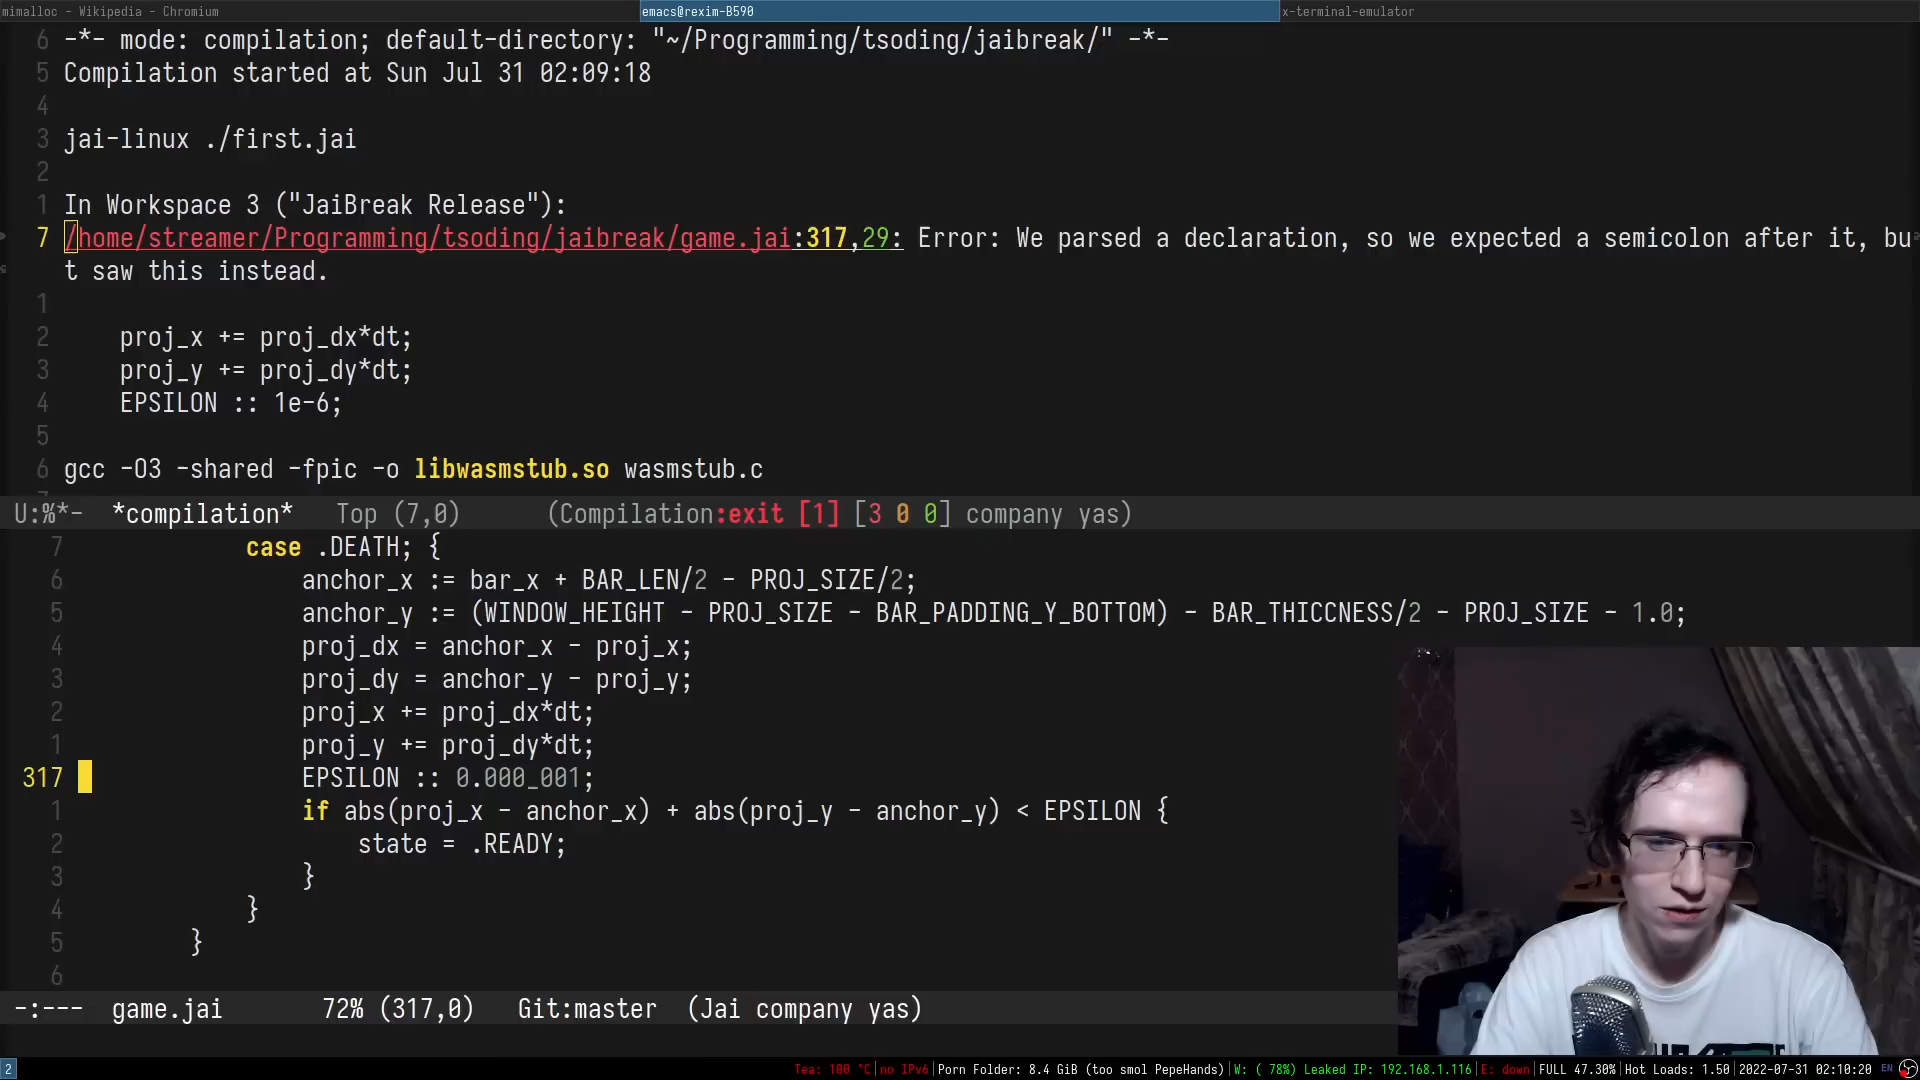 mimalloc - Wikipedia - Chromium
emacs@rexim-B590
x-terminal-emulator
6 -*- mode: compilation; default-directory: "~/Programming/tsoding/jaibreak/" -*-
5 Compilation started at Sun Jul 31 02:09:18
4
3 jai-linux ./first.jai
2
1 In Workspace 3 ("JaiBreak Release"):
7 /home/streamer/Programming/tsoding/jaibreak/game.jai:317,29: Error: We parsed a declaration, so we expected a semicolon after it, bu
t saw this instead.
1
2 proj_x += proj_dx*dt;
3 proj_y += proj_dy*dt;
4 EPSILON :: 1e-6;
5
6 gcc -O3 -shared -fpic -o libwasmstub.so wasmstub.c
U:%*- *compilation* Top (7,0) (Compilation:exit [1] [3 0 0] company yas)
7 case .DEATH; {
6 anchor_x := bar_x + BAR_LEN/2 - PROJ_SIZE/2;
5 anchor_y := (WINDOW_HEIGHT - PROJ_SIZE - BAR_PADDING_Y_BOTTOM) - BAR_THICCNESS/2 - PROJ_SIZE - 1.0;
4 proj_dx = anchor_x - proj_x;
3 proj_dy = anchor_y - proj_y;
2 proj_x += proj_dx*dt;
1 proj_y += proj_dy*dt;
317 EPSILON :: 0.000_001;
1 if abs(proj_x - anchor_x) + abs(proj_y - anchor_y) < EPSILON {
2 state = .READY;
3 }
4 }
5 }
6
-:--- game.jai 72% (317,0) Git:master (Jai company yas)
2 Tea: 100 °C|no IPv6|Porn Folder: 8.4 GiB (too smol PepeHands)|W: ( 78%) Leaked IP: 192.168.1.116|E: down|FULL 47.30%|Hot Loads: 1.50|2022-07-31 02:10:20 EN